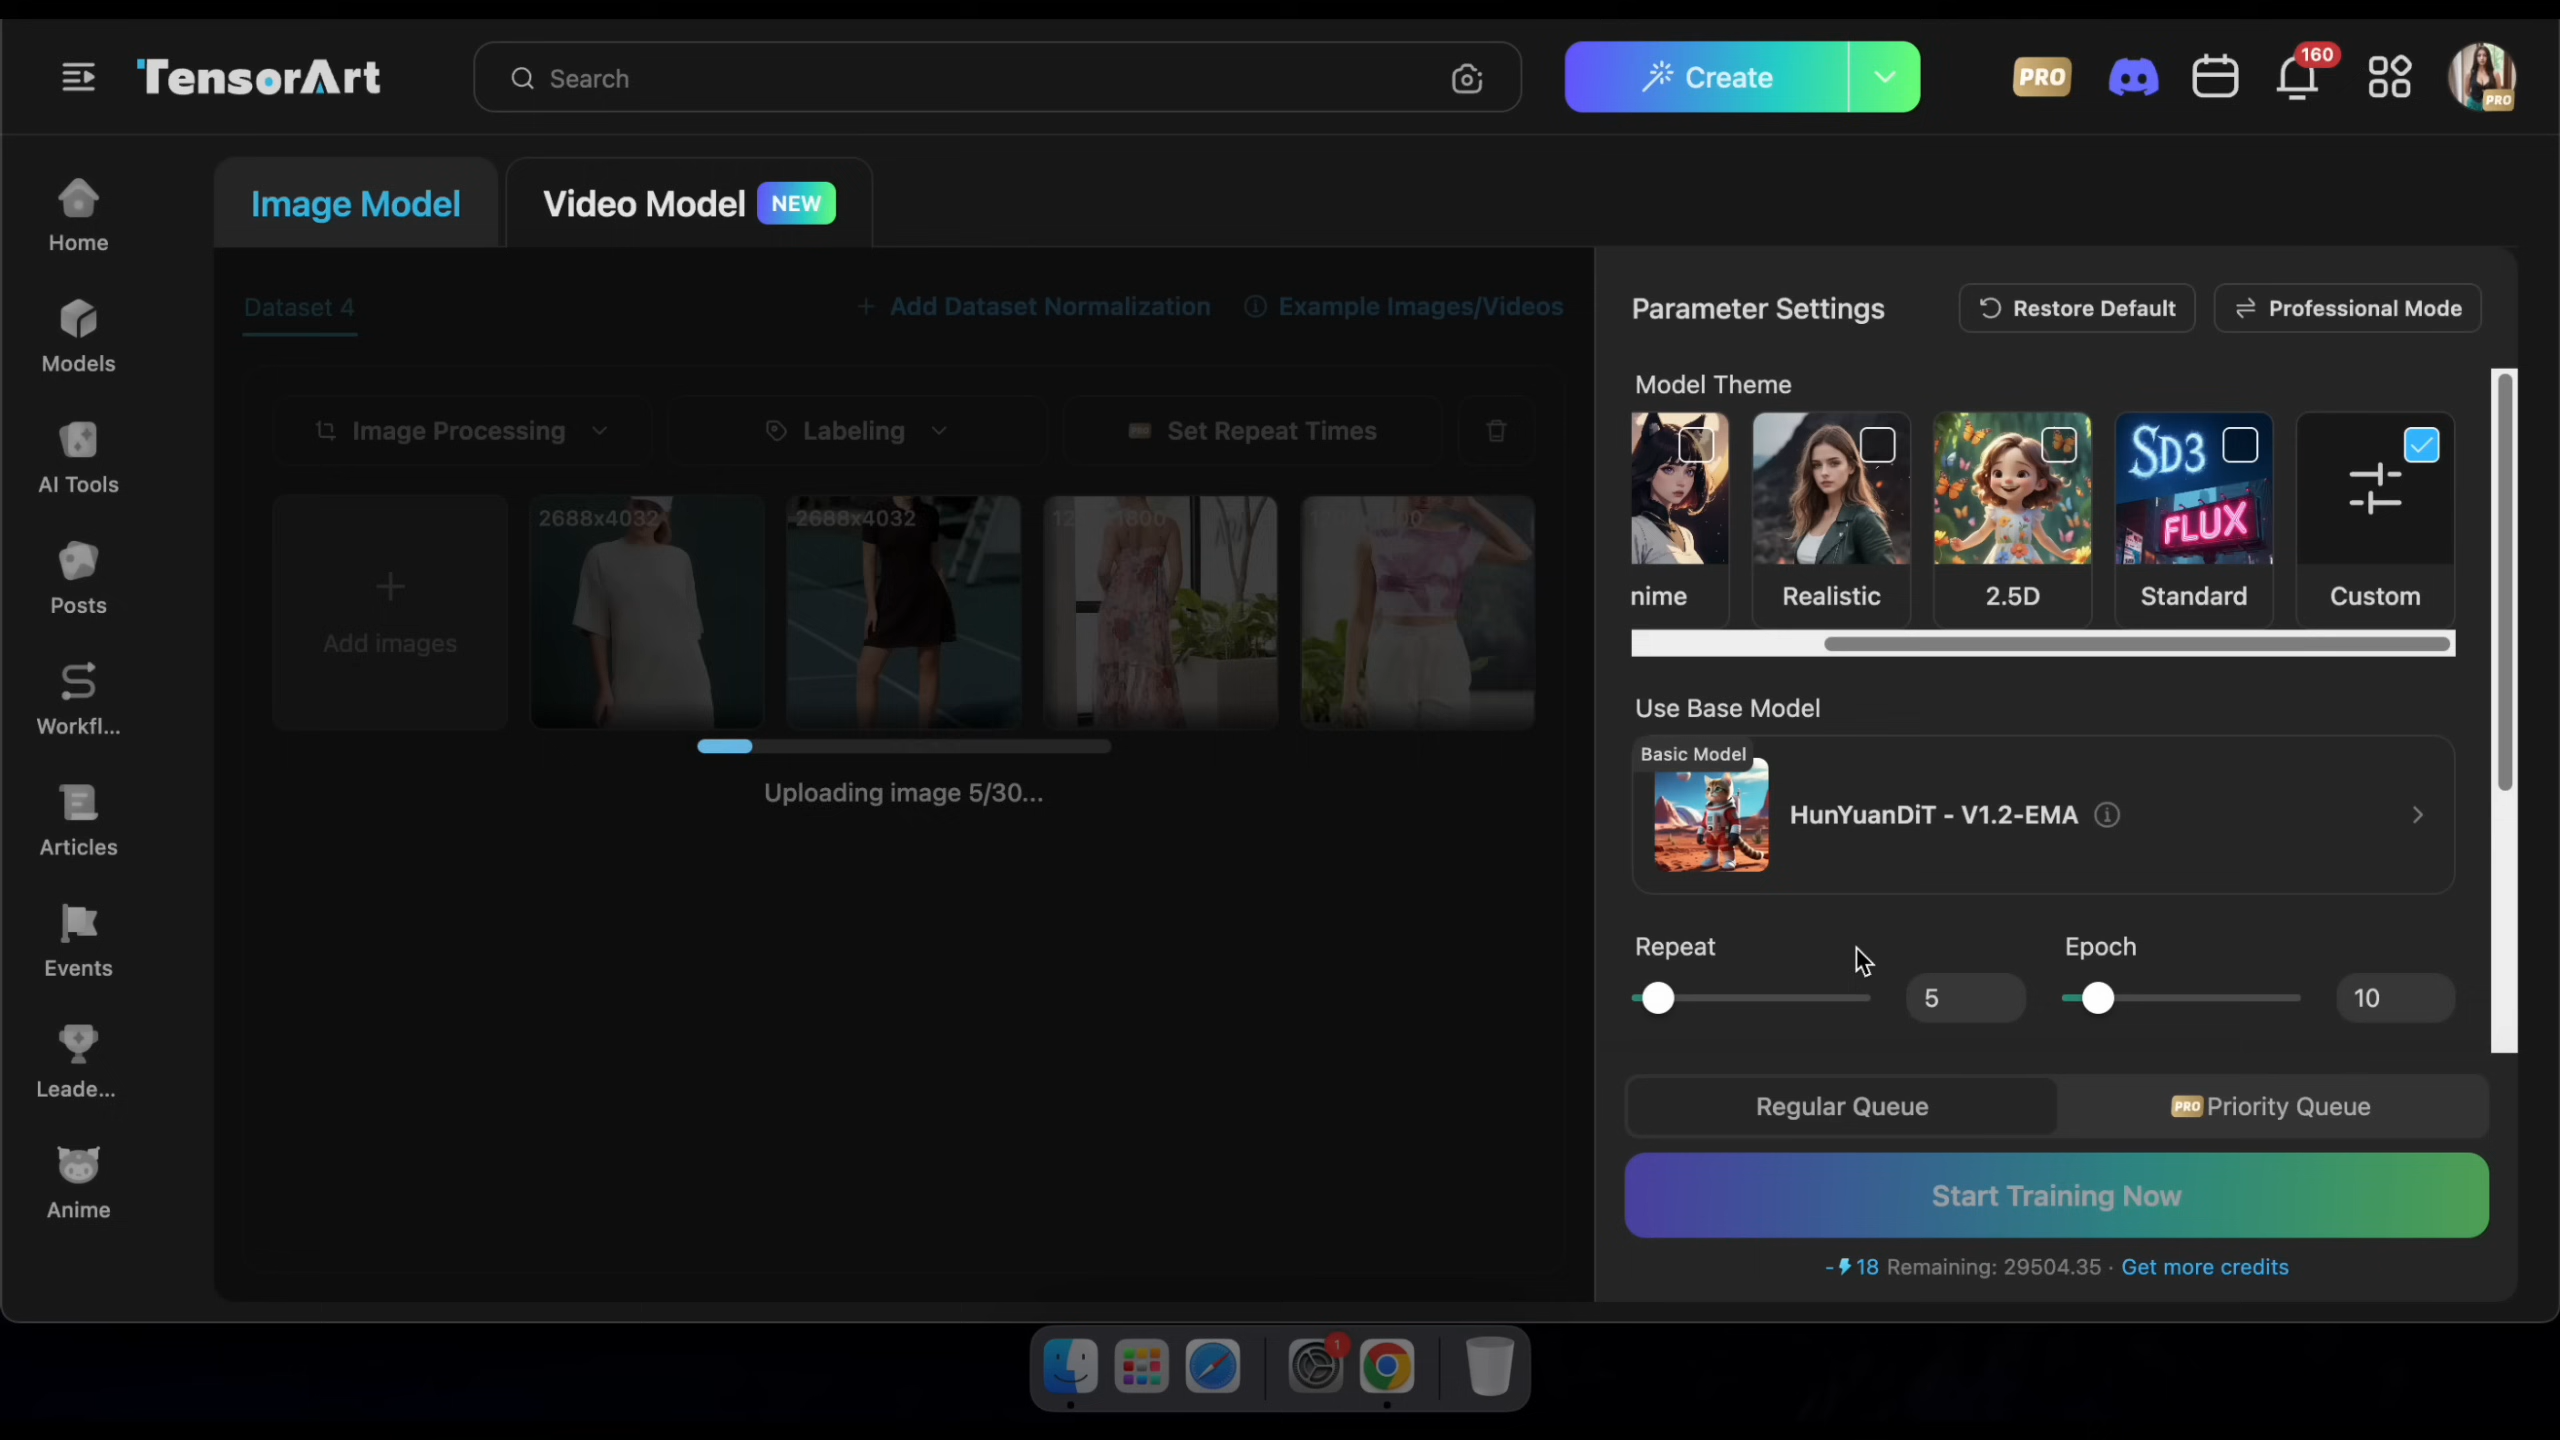 TensorArt
Search
Create
PRO
160
PRO
Home
Models
AI Tools
Posts
Workfl...
Articles
Events
Leade...
Anime
Image Model
Video Model NEW
Dataset 4
+ Add Dataset Normalization
Example Images/Videos
Image Processing
Labeling
PRO Set Repeat Times
Add images
2688x4032
2688x4032
Uploading image 5/30...
Parameter Settings
Restore Default
Professional Mode
Model Theme
SD3
FLUX
nime
Realistic
2.5D
Standard
Custom
Use Base Model
Basic Model
HunYuanDiT - V1.2-EMA
Repeat
5
Epoch
10
Regular Queue
PRO Priority Queue
Start Training Now
-18 Remaining: 29504.35 · Get more credits
1